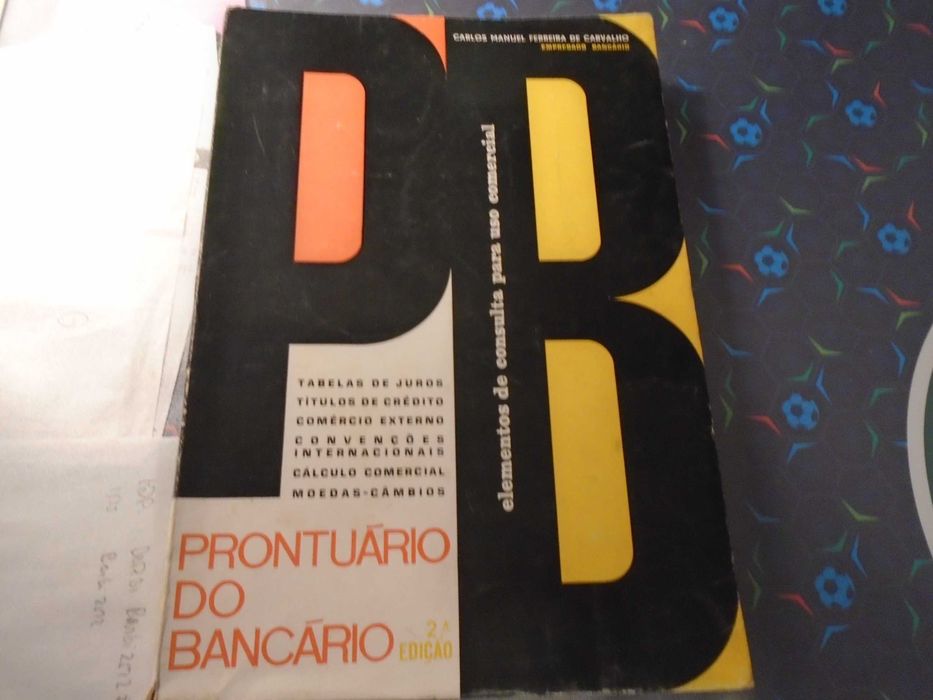 PB
CARLOS MANUEL FERREIRA DE CARVALHO
EMPREGADO BANCÁRIO
elementos de consulta para uso comercial
TABELAS DE JUROS
TÍTULOS DE CRÉDITO
COMÉRCIO EXTERNO
CONVENÇÕES
INTERNACIONAIS
CÁLCULO COMERCIAL
MOEDAS-CÂMBIOS
PRONTUÁRIO
DO
BANCÁRIO
2.ª
EDIÇÃO